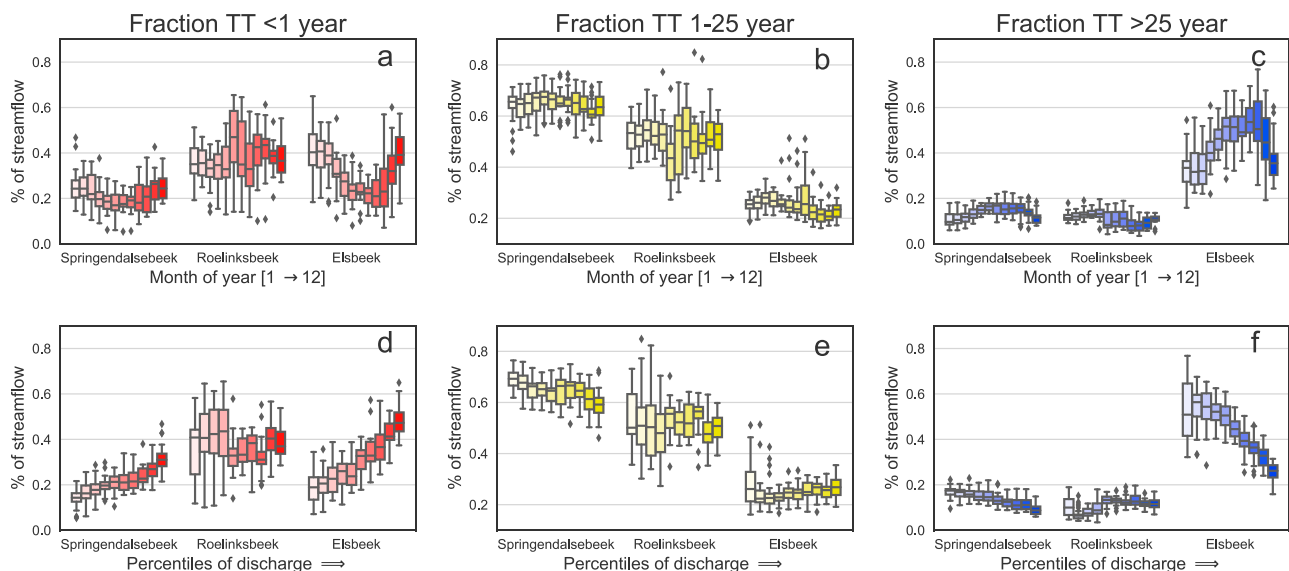 Fraction TT <1 year
Fraction TT 1-25 year
Fraction TT >25 year
% of streamflow
0.8
0.6
0.4
0.2
0.0
a
Springendalsebeek
Roelinksbeek
Elsbeek
Month of year [1 → 12]
% of streamflow
0.8
0.6
0.4
0.2
b
Springendalsebeek
Roelinksbeek
Elsbeek
Month of year [1 → 12]
% of streamflow
0.8
0.6
0.4
0.2
0.0
c
Springendalsebeek
Roelinksbeek
Elsbeek
Month of year [1 → 12]
% of streamflow
0.8
0.6
0.4
0.2
0.0
d
Springendalsebeek
Roelinksbeek
Elsbeek
Percentiles of discharge ⟹
% of streamflow
0.8
0.6
0.4
0.2
e
Springendalsebeek
Roelinksbeek
Elsbeek
Percentiles of discharge ⟹
% of streamflow
0.8
0.6
0.4
0.2
0.0
f
Springendalsebeek
Roelinksbeek
Elsbeek
Percentiles of discharge ⟹